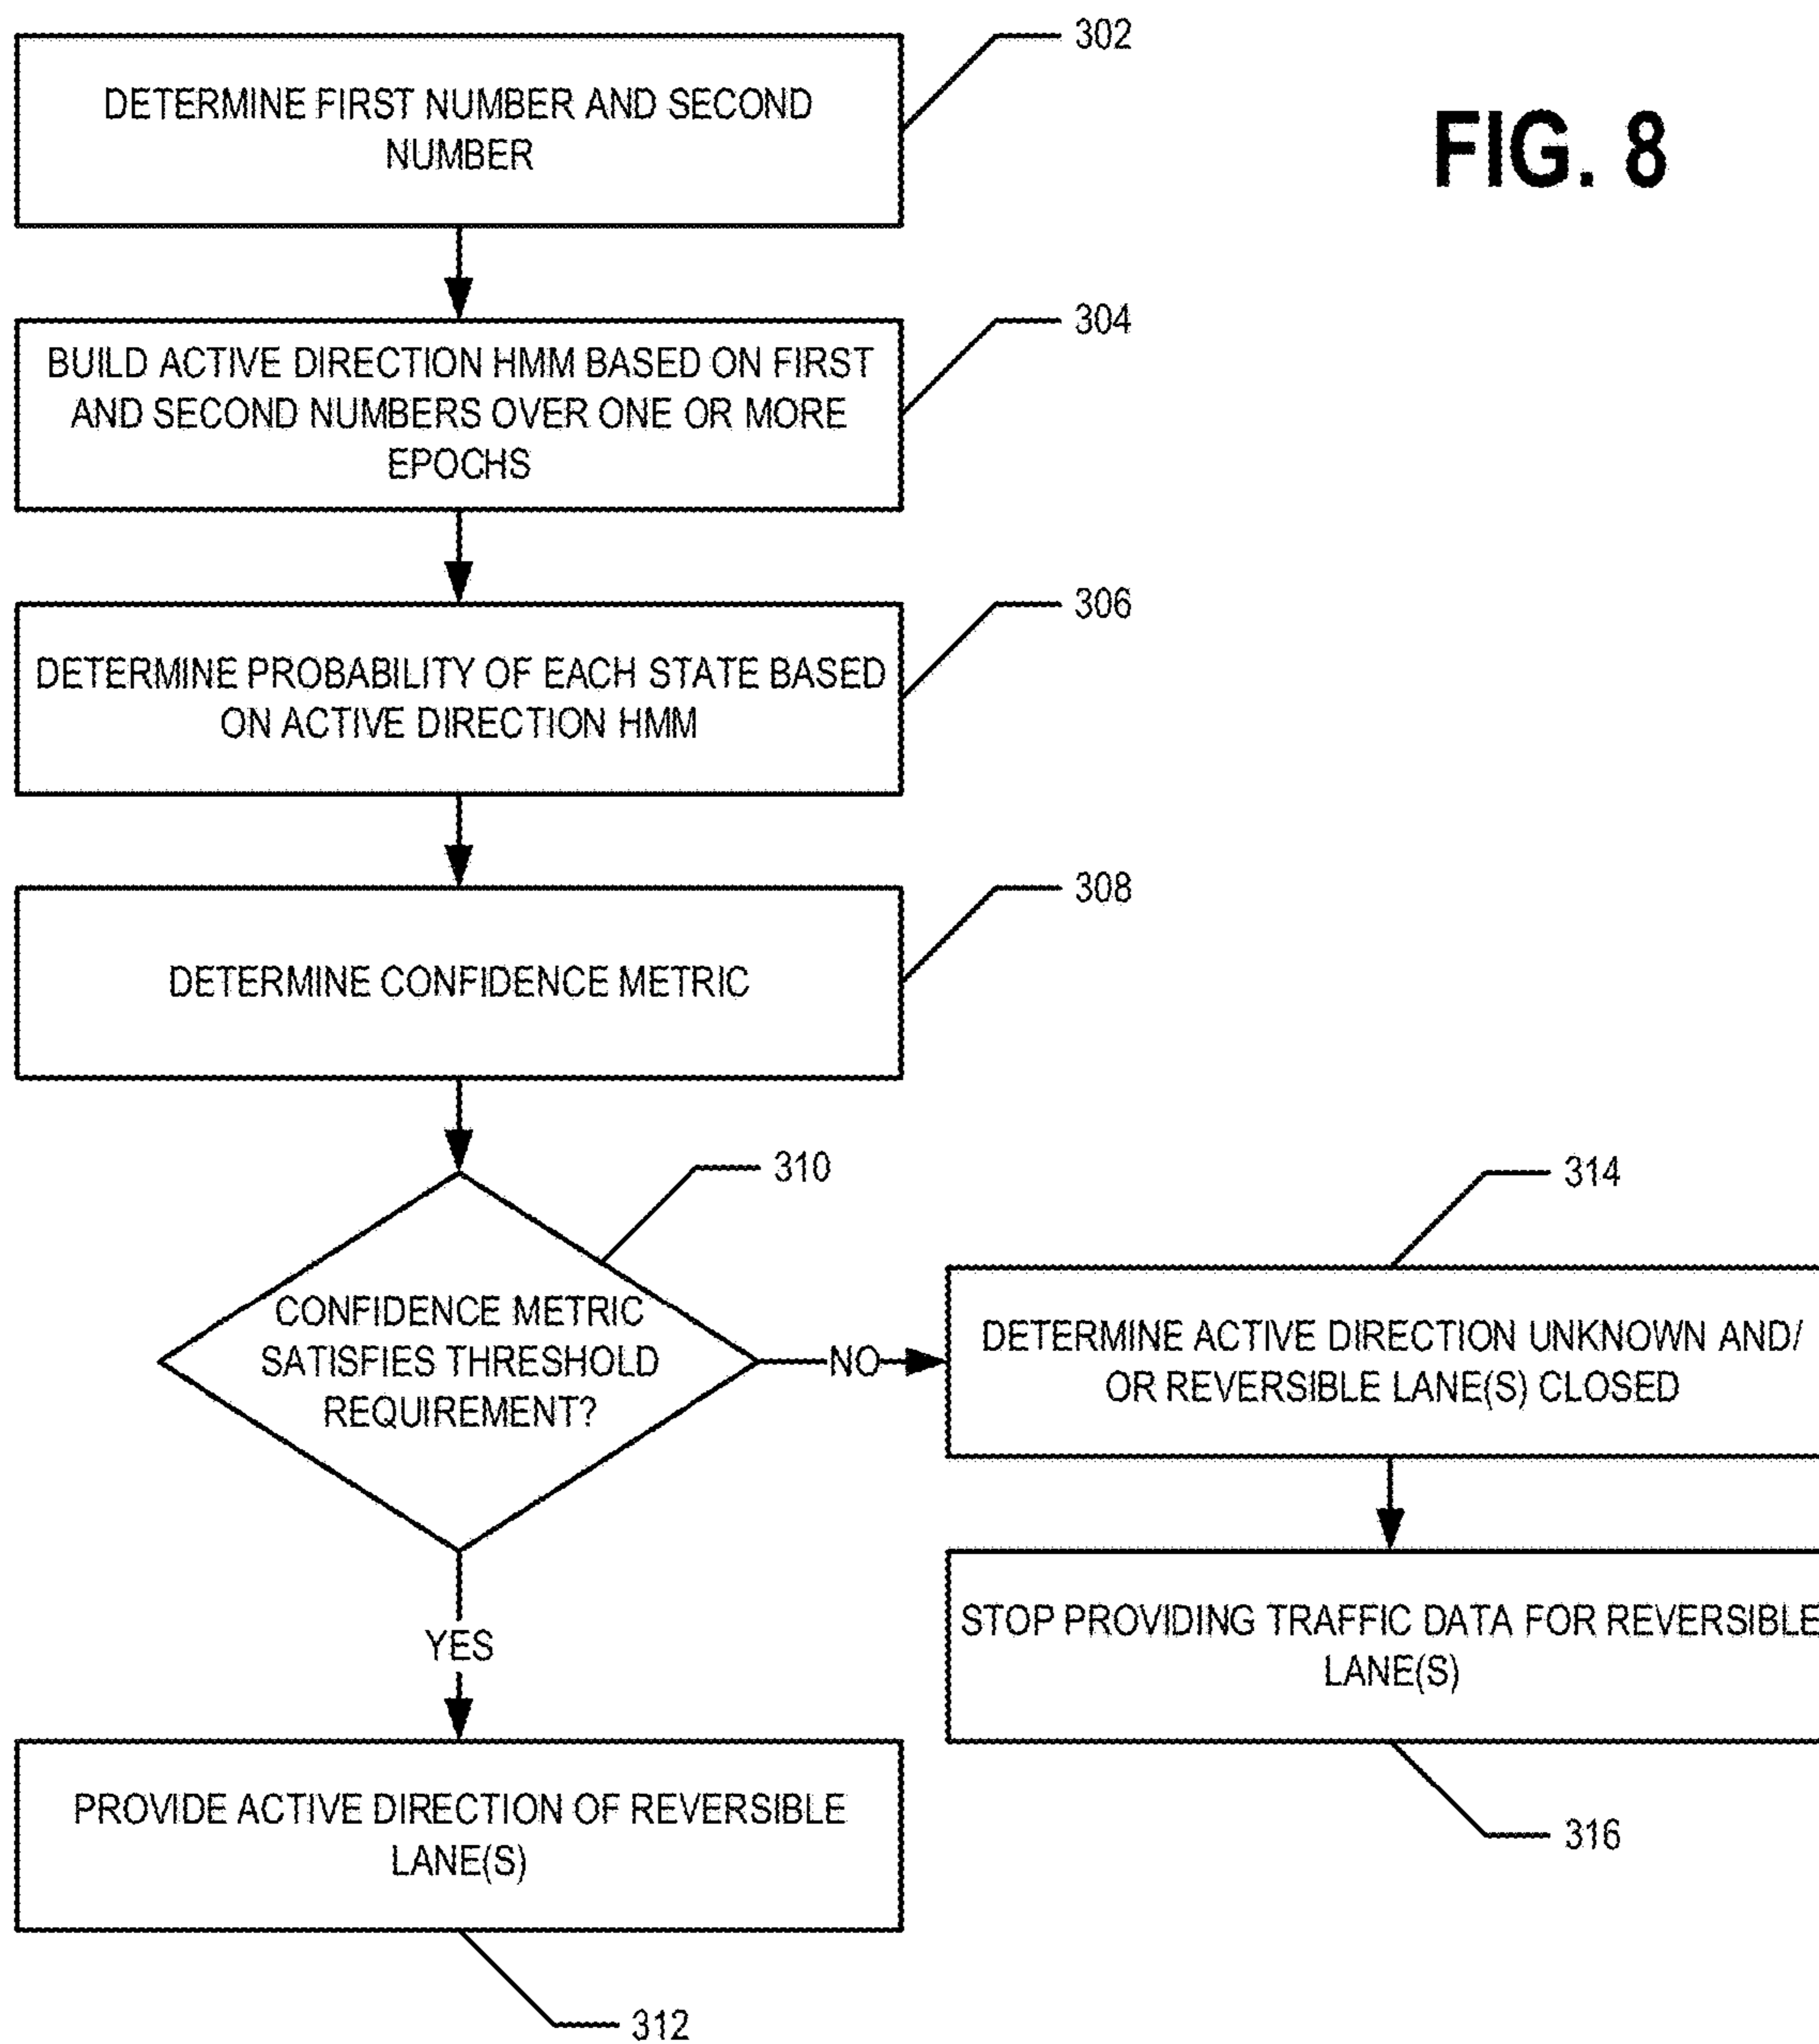 302
FIG. 8
DETERMINE FIRST NUMBER AND SECOND
NUMBER
304
BUILD ACTIVE DIRECTION HMM BASED ON FIRST
AND SECOND NUMBERS OVER ONE OR MORE
EPOCHS
306
DETERMINE PROBABILITY OF EACH STATE BASED
ON ACTIVE DIRECTION HMM
308
DETERMINE CONFIDENCE METRIC
310
CONFIDENCE METRIC
SATISFIES THRESHOLD
REQUIREMENT?
NO
314
DETERMINE ACTIVE DIRECTION UNKNOWN AND/
OR REVERSIBLE LANE(S) CLOSED
STOP PROVIDING TRAFFIC DATA FOR REVERSIBLE
LANE(S)
316
YES
PROVIDE ACTIVE DIRECTION OF REVERSIBLE
LANE(S)
312